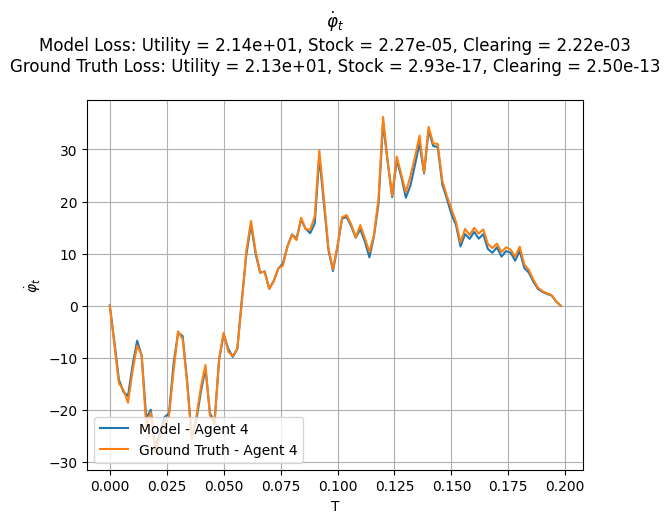 φ̇ₜ
Model Loss: Utility = 2.14e+01, Stock = 2.27e-05, Clearing = 2.22e-03
Ground Truth Loss: Utility = 2.13e+01, Stock = 2.93e-17, Clearing = 2.50e-13
30
20
10
0
−10
−20
−30
φ̇ₜ
Model - Agent 4
Ground Truth - Agent 4
0.000 0.025 0.050 0.075 0.100 0.125 0.150 0.175 0.200
T